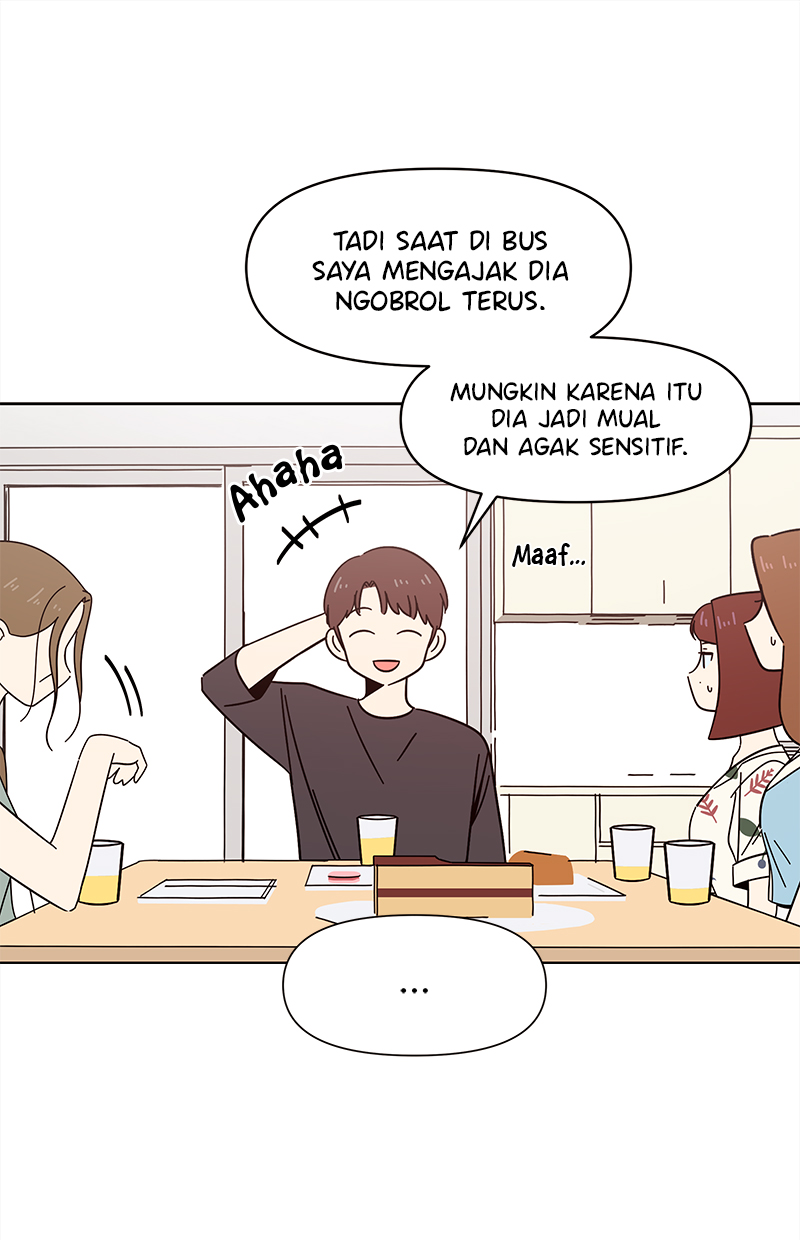 TADI SAAT DI BUS
SAYA MENGAJAK DIA
NGOBROL TERUS.
MUNGKIN KARENA ITU
DIA JADI MUAL
DAN AGAK SENSITIF.
Ahaha
Maaf...
...